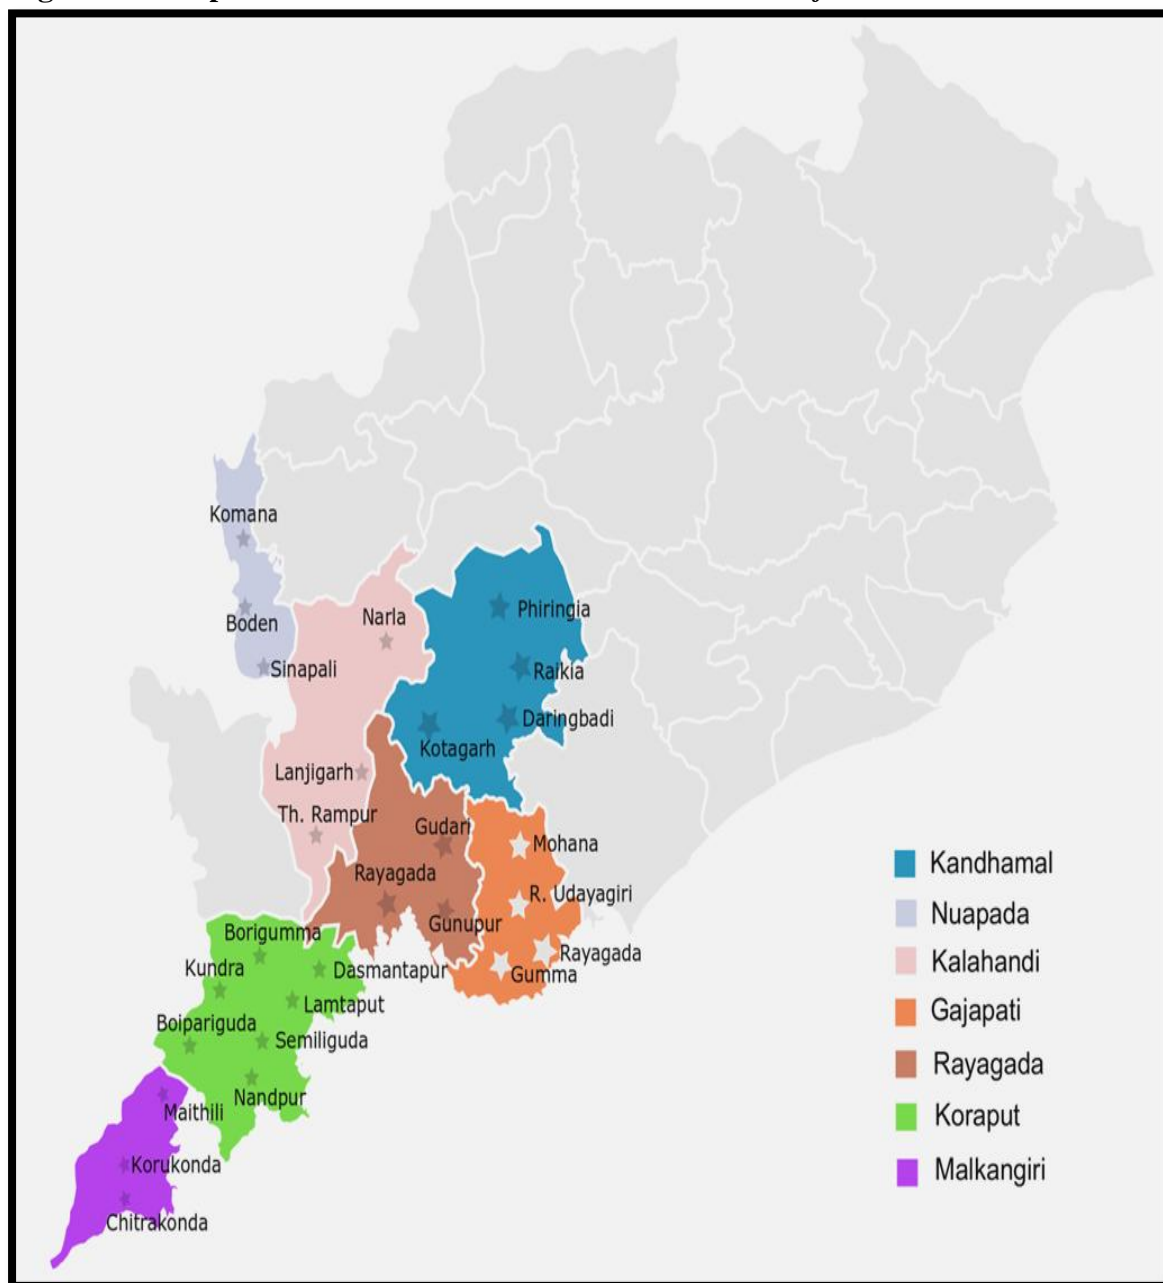 Komana
Boden
Sinapali
Narla
Lanjigarh
Th. Rampur
Phiringia
Raikia
Daringbadi
Kotagarh
Gudari
Rayagada
Gunupur
Mohana
R. Udayagiri
Rayagada
Gumma
Borigumma
Kundra
Dasmantapur
Lamtaput
Boipariguda
Semiliguda
Nandpur
Maithili
Korukonda
Chitrakonda
Kandhamal
Nuapada
Kalahandi
Gajapati
Rayagada
Koraput
Malkangiri